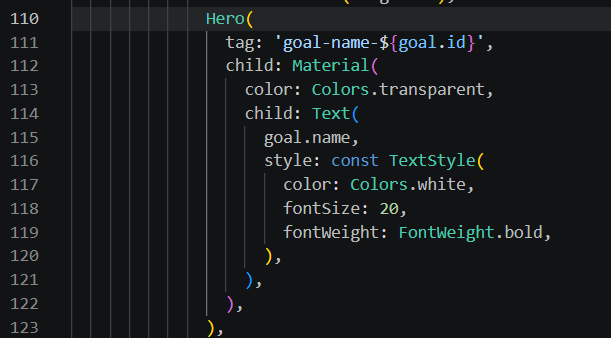 110 Hero(
111 tag: 'goal-name-${goal.id}',
112 child: Material(
113 color: Colors.transparent,
114 child: Text(
115 goal.name,
116 style: const TextStyle(
117 color: Colors.white,
118 fontSize: 20,
119 fontWeight: FontWeight.bold,
120 ),
121 ),
122 ),
123 ),